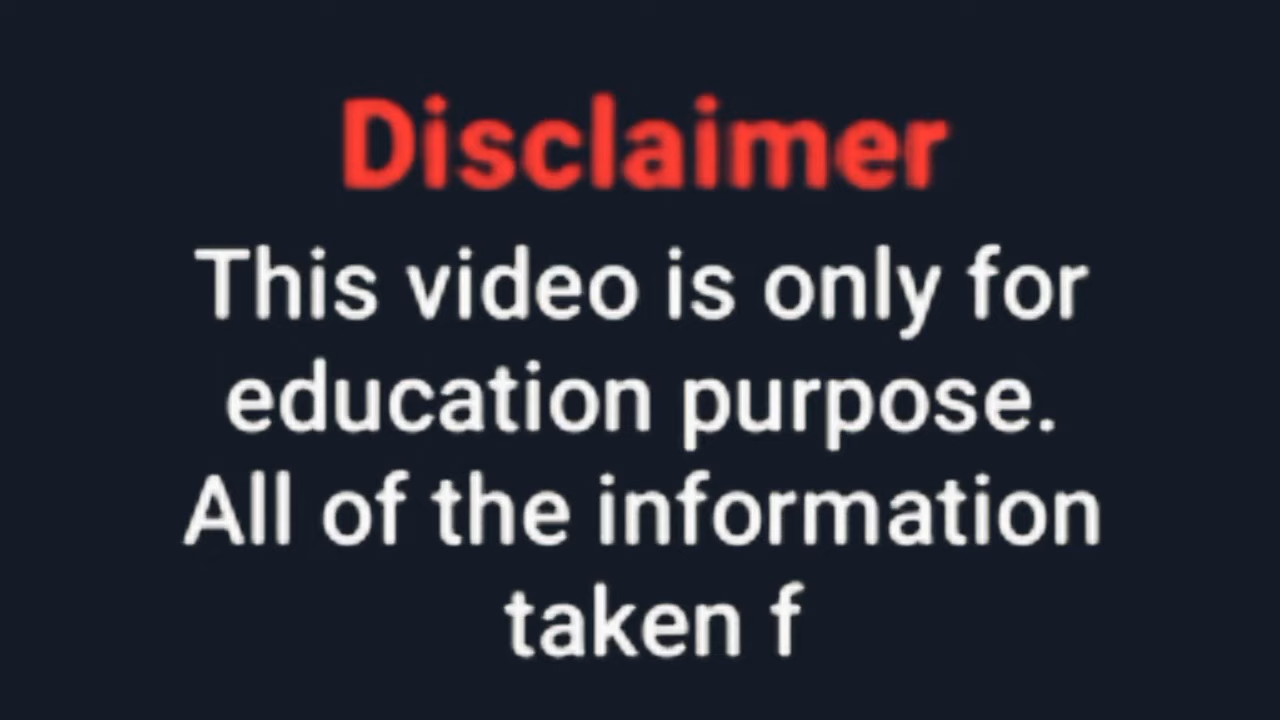 Disclaimer
This video is only for
education purpose.
All of the information
taken f